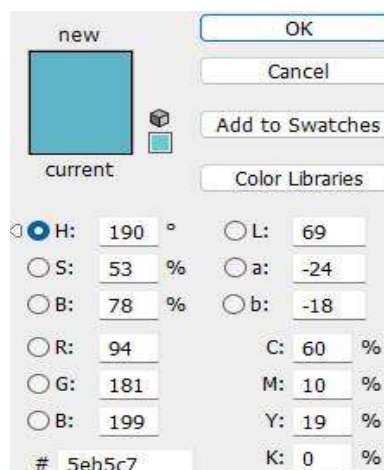 new
OK
Cancel
Add to Swatches
current
Color Libraries
H: 190 ° L: 69
S: 53 % a: -24
B: 78 % b: -18
R: 94 C: 60 %
G: 181 M: 10 %
B: 199 Y: 19 %
# 5eb5c7 K: 0 %